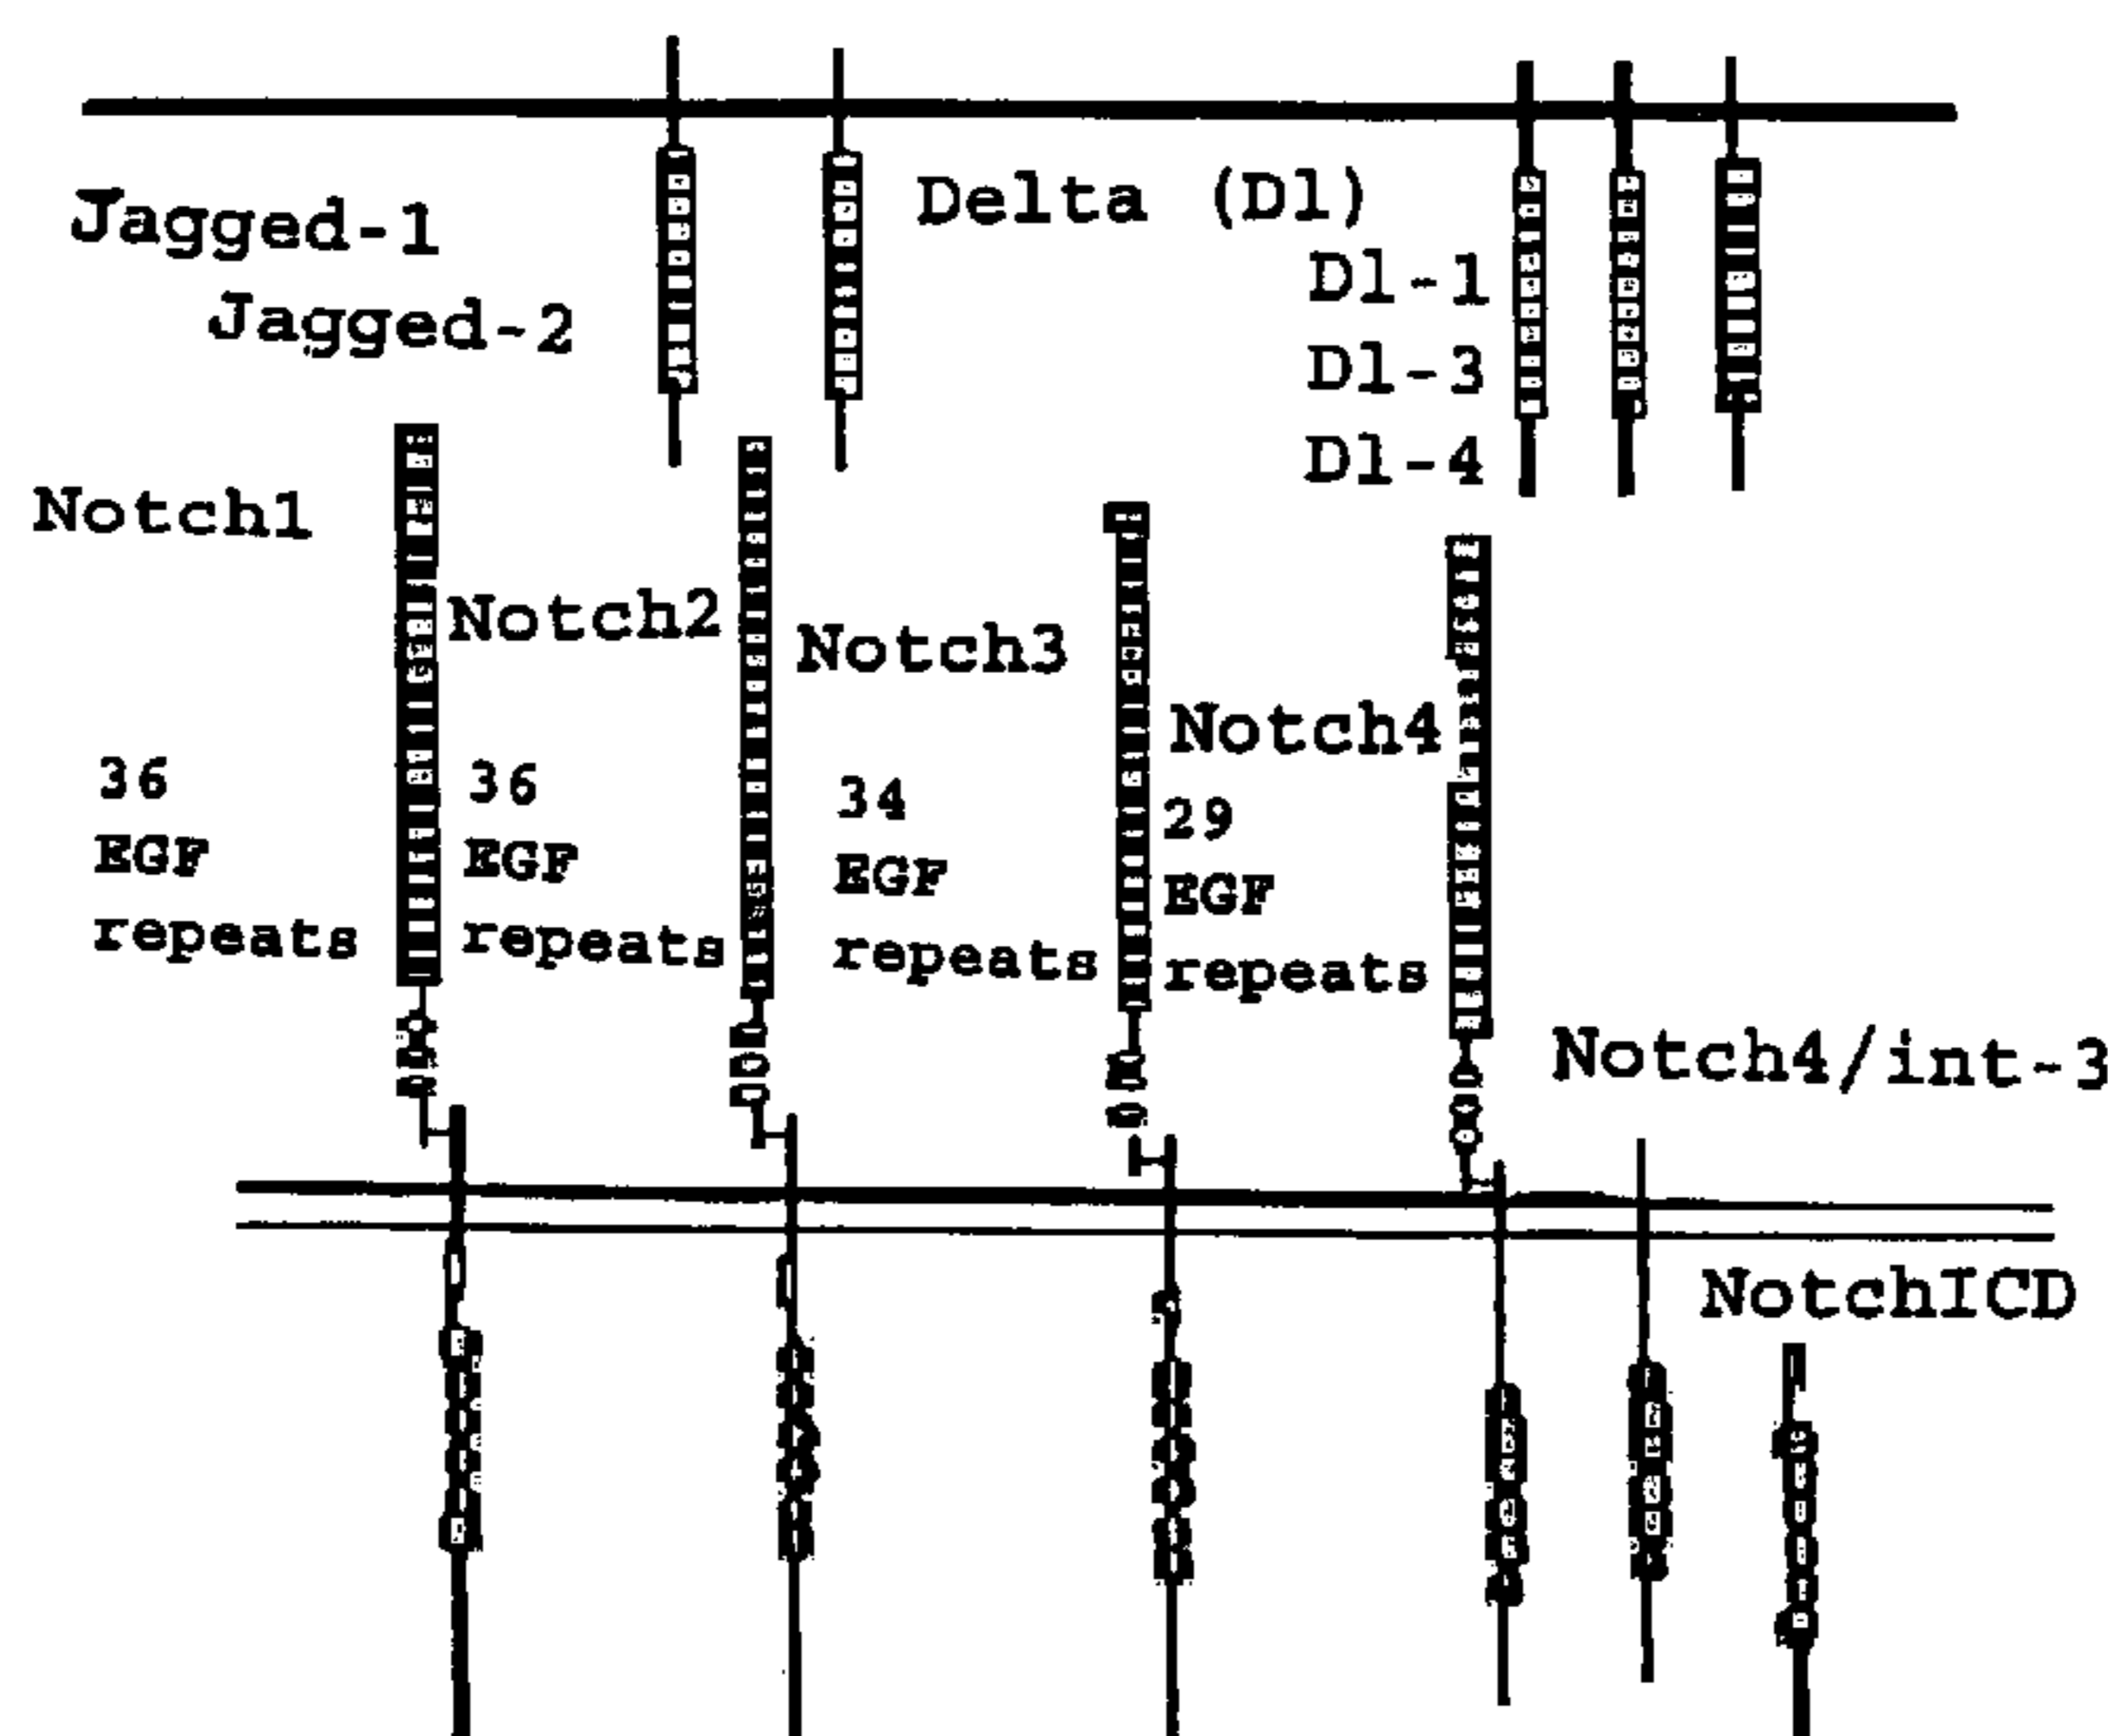 Jagged-1
Jagged-2
Delta (Dl)
Dl-1
Dl-3
Dl-4
Notch1
Notch2
Notch3
Notch4
36
EGF
repeats
36
EGF
repeats
34
EGF
repeats
29
EGF
repeats
Notch4/int-3
NotchICD